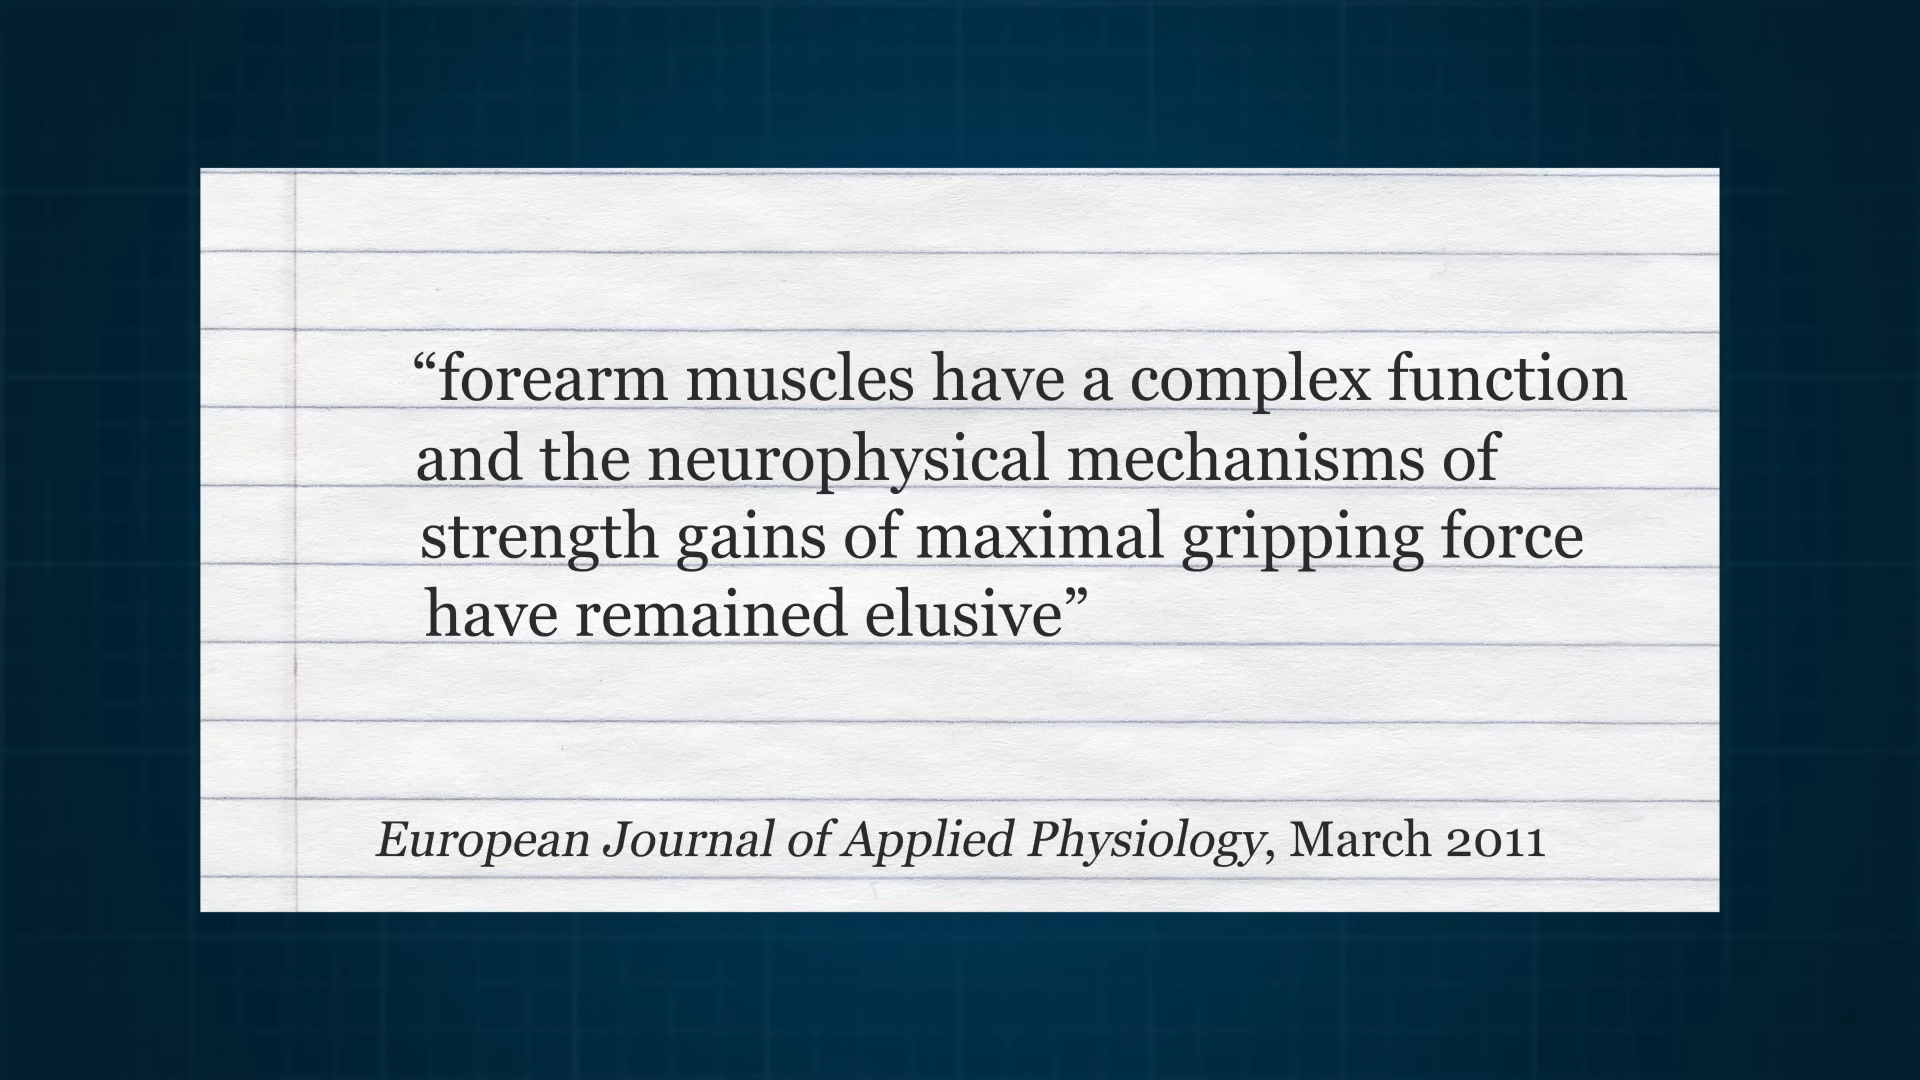 “forearm muscles have a complex function
and the neurophysical mechanisms of
strength gains of maximal gripping force
have remained elusive”
European Journal of Applied Physiology, March 2011